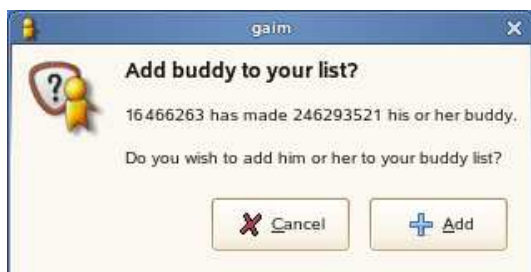 gaim
Add buddy to your list?
16466263 has made 246293521 his or her buddy.
Do you wish to add him or her to your buddy list?
Cancel
Add